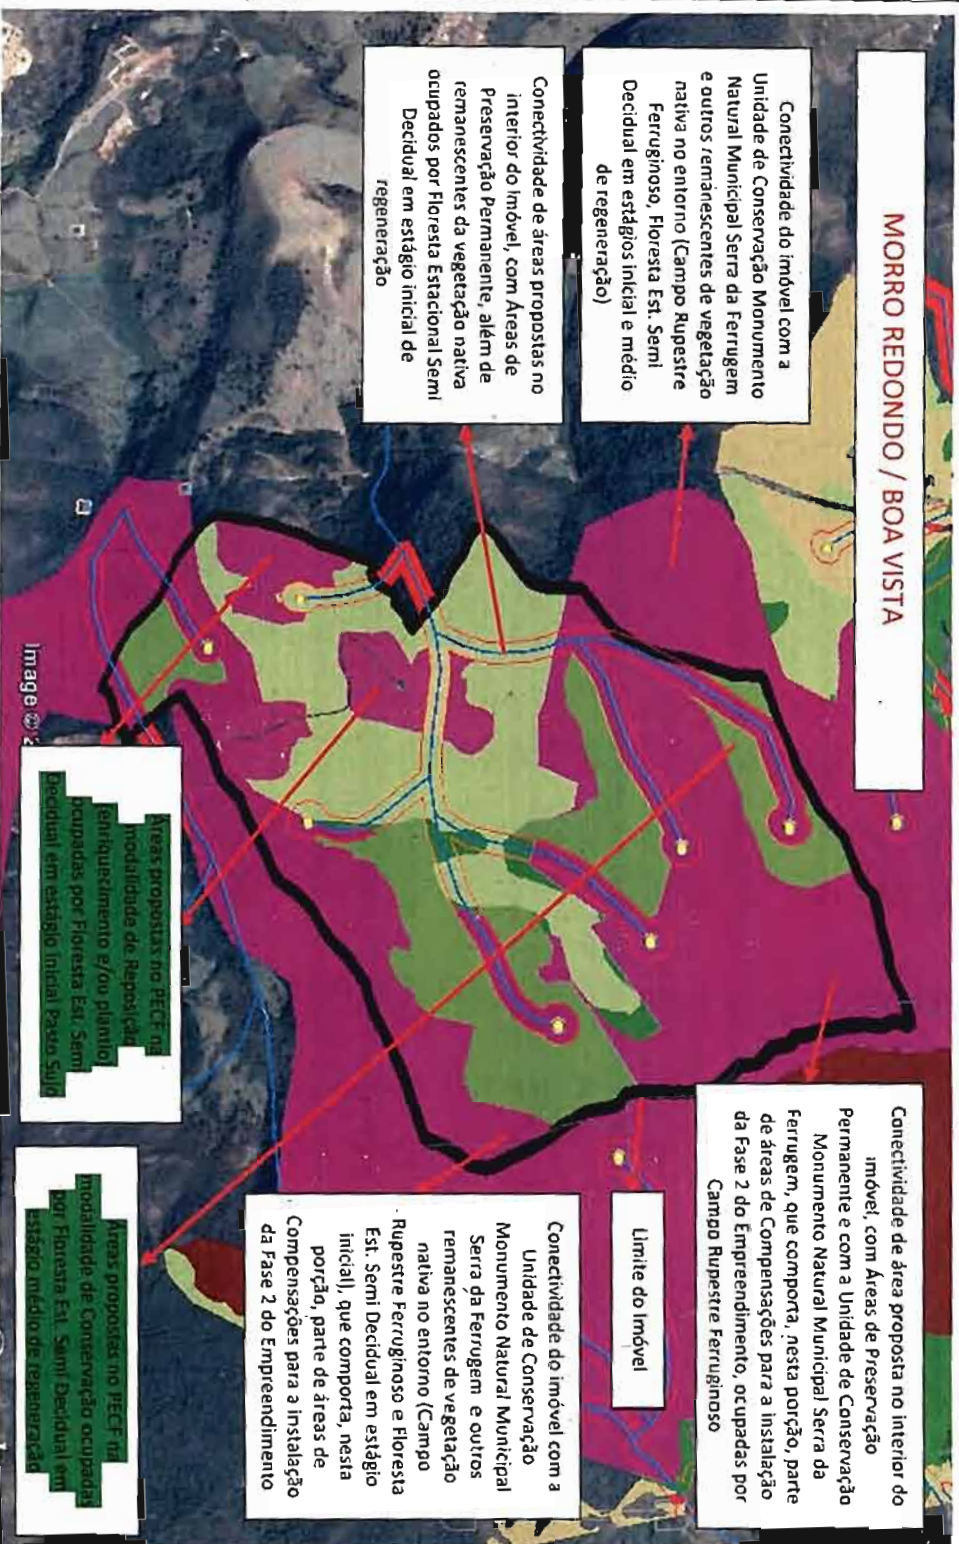 MORRO REDONDO / BOA VISTA
Conectividade do imóvel com a
Unidade de Conservação Monumento
Natural Municipal Serra da Ferrugem
e outros remanescentes de vegetação
nativa no entorno (Campo Rupestre
Ferruginoso, Floresta Est. Semi
Decidual em estágios inicial e médio
de regeneração)
Conectividade de áreas propostas no
interior do Imóvel, com Áreas de
Preservação Permanente, além de
remanescentes da vegetação nativa
ocupados por Floresta Estacional Semi
Decidual em estágio inicial de
regeneração
Conectividade de área proposta no interior do
imóvel, com Áreas de Preservação
Permanente e com a Unidade de Conservação
Monumento Natural Municipal Serra da
Ferrugem, que comporta, nesta porção, parte
de áreas de Compensações para a instalação
da Fase 2 do Empreendimento, ocupadas por
Campo Rupestre Ferruginoso
Limite do Imóvel
Conectividade do imóvel com a
Unidade de Conservação
Monumento Natural Municipal
Serra da Ferrugem e outros
remanescentes de vegetação
nativa no entorno (Campo
Rupestre Ferruginoso e Floresta
Est. Semi Decidual em estágio
inicial), que comporta, nesta
porção, parte de áreas de
Compensações para a instalação
da Fase 2 do Empreendimento
Áreas propostas no PECF na
modalidade de Reposição
(enriquecimento e/ou plantio)
ocupadas por Floresta Est. Semi
Decidual em estágio inicial Pasto Sujo
Áreas propostas no PECF na
modalidade de Conservação ocupadas
por Floresta Est. Semi Decidual em
estágio médio de regeneração
Image ©